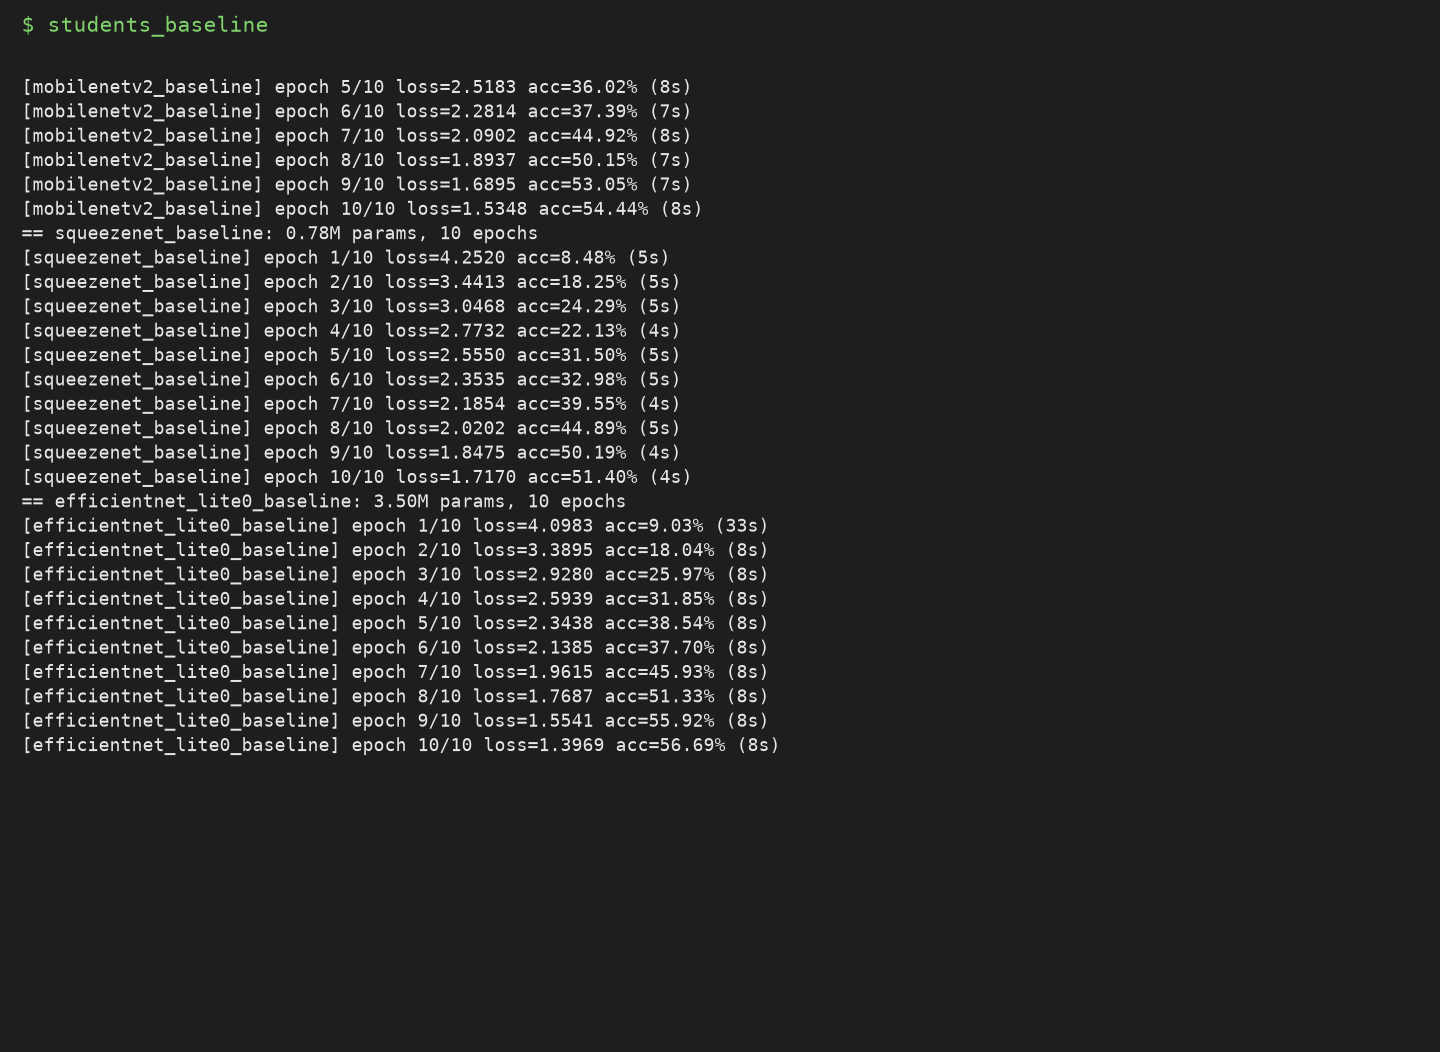 $ students_baseline
[mobilenetv2_baseline] epoch 5/10 loss=2.5183 acc=36.02% (8s)
[mobilenetv2_baseline] epoch 6/10 loss=2.2814 acc=37.39% (7s)
[mobilenetv2_baseline] epoch 7/10 loss=2.0902 acc=44.92% (8s)
[mobilenetv2_baseline] epoch 8/10 loss=1.8937 acc=50.15% (7s)
[mobilenetv2_baseline] epoch 9/10 loss=1.6895 acc=53.05% (7s)
[mobilenetv2_baseline] epoch 10/10 loss=1.5348 acc=54.44% (8s)
== squeezenet_baseline: 0.78M params, 10 epochs
[squeezenet_baseline] epoch 1/10 loss=4.2520 acc=8.48% (5s)
[squeezenet_baseline] epoch 2/10 loss=3.4413 acc=18.25% (5s)
[squeezenet_baseline] epoch 3/10 loss=3.0468 acc=24.29% (5s)
[squeezenet_baseline] epoch 4/10 loss=2.7732 acc=22.13% (4s)
[squeezenet_baseline] epoch 5/10 loss=2.5550 acc=31.50% (5s)
[squeezenet_baseline] epoch 6/10 loss=2.3535 acc=32.98% (5s)
[squeezenet_baseline] epoch 7/10 loss=2.1854 acc=39.55% (4s)
[squeezenet_baseline] epoch 8/10 loss=2.0202 acc=44.89% (5s)
[squeezenet_baseline] epoch 9/10 loss=1.8475 acc=50.19% (4s)
[squeezenet_baseline] epoch 10/10 loss=1.7170 acc=51.40% (4s)
== efficientnet_lite0_baseline: 3.50M params, 10 epochs
[efficientnet_lite0_baseline] epoch 1/10 loss=4.0983 acc=9.03% (33s)
[efficientnet_lite0_baseline] epoch 2/10 loss=3.3895 acc=18.04% (8s)
[efficientnet_lite0_baseline] epoch 3/10 loss=2.9280 acc=25.97% (8s)
[efficientnet_lite0_baseline] epoch 4/10 loss=2.5939 acc=31.85% (8s)
[efficientnet_lite0_baseline] epoch 5/10 loss=2.3438 acc=38.54% (8s)
[efficientnet_lite0_baseline] epoch 6/10 loss=2.1385 acc=37.70% (8s)
[efficientnet_lite0_baseline] epoch 7/10 loss=1.9615 acc=45.93% (8s)
[efficientnet_lite0_baseline] epoch 8/10 loss=1.7687 acc=51.33% (8s)
[efficientnet_lite0_baseline] epoch 9/10 loss=1.5541 acc=55.92% (8s)
[efficientnet_lite0_baseline] epoch 10/10 loss=1.3969 acc=56.69% (8s)